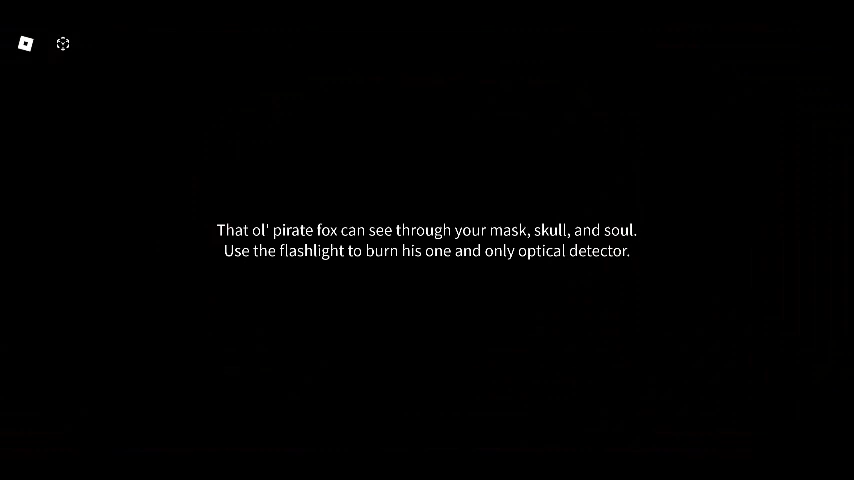 That ol' pirate fox can see through your mask, skull, and soul.
Use the flashlight to burn his one and only optical detector.